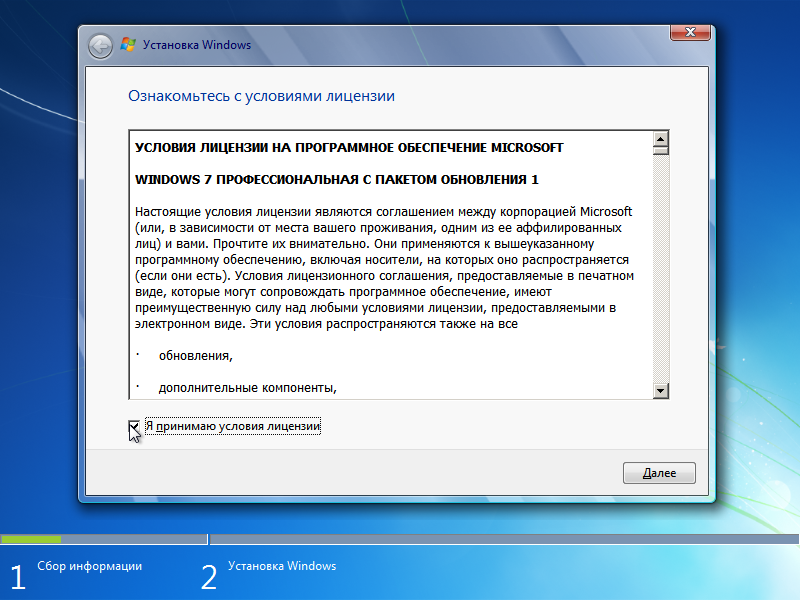 Установка Windows
Ознакомьтесь с условиями лицензии
УСЛОВИЯ ЛИЦЕНЗИИ НА ПРОГРАММНОЕ ОБЕСПЕЧЕНИЕ MICROSOFT
WINDOWS 7 ПРОФЕССИОНАЛЬНАЯ С ПАКЕТОМ ОБНОВЛЕНИЯ 1
Настоящие условия лицензии являются соглашением между корпорацией Microsoft
(или, в зависимости от места вашего проживания, одним из ее аффилированных
лиц) и вами. Прочтите их внимательно. Они применяются к вышеуказанному
программному обеспечению, включая носители, на которых оно распространяется
(если они есть). Условия лицензионного соглашения, предоставляемые в печатном
виде, которые могут сопровождать программное обеспечение, имеют
преимущественную силу над любыми условиями лицензии, предоставляемыми в
электронном виде. Эти условия распространяются также на все
· обновления,
· дополнительные компоненты,
Я принимаю условия лицензии
Далее
1 Сбор информации
2 Установка Windows